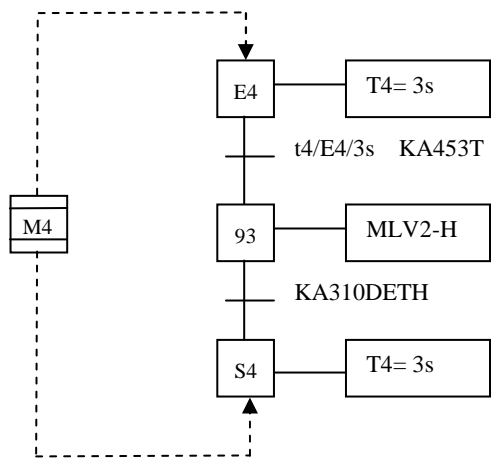 E4 T4= 3s
t4/E4/3s KA453T
M4
93 MLV2-H
KA310DETH
S4 T4= 3s